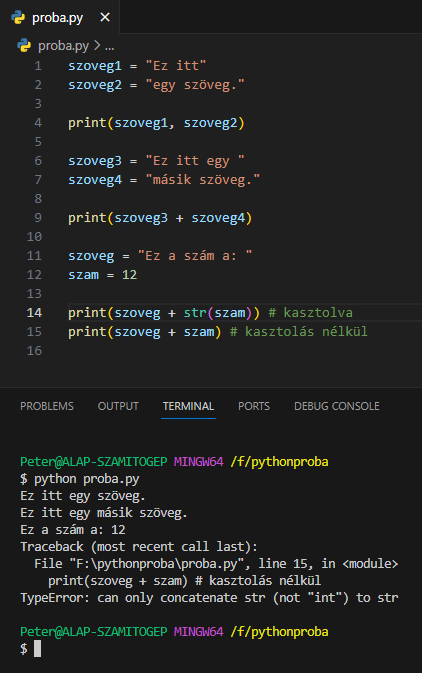 proba.py
proba.py > ...
1 szoveg1 = "Ez itt"
2 szoveg2 = "egy szöveg."
3
4 print(szoveg1, szoveg2)
5
6 szoveg3 = "Ez itt egy "
7 szoveg4 = "másik szöveg."
8
9 print(szoveg3 + szoveg4)
10
11 szoveg = "Ez a szám a: "
12 szam = 12
13
14 print(szoveg + str(szam)) # kasztolva
15 print(szoveg + szam) # kasztolás nélkül
16
PROBLEMS OUTPUT TERMINAL PORTS DEBUG CONSOLE
Peter@ALAP-SZAMITOGEP MINGW64 /f/pythonproba
$ python proba.py
Ez itt egy szöveg.
Ez itt egy másik szöveg.
Ez a szám a: 12
Traceback (most recent call last):
  File "F:\pythonproba\proba.py", line 15, in <module>
    print(szoveg + szam) # kasztolás nélkül
TypeError: can only concatenate str (not "int") to str
Peter@ALAP-SZAMITOGEP MINGW64 /f/pythonproba
$